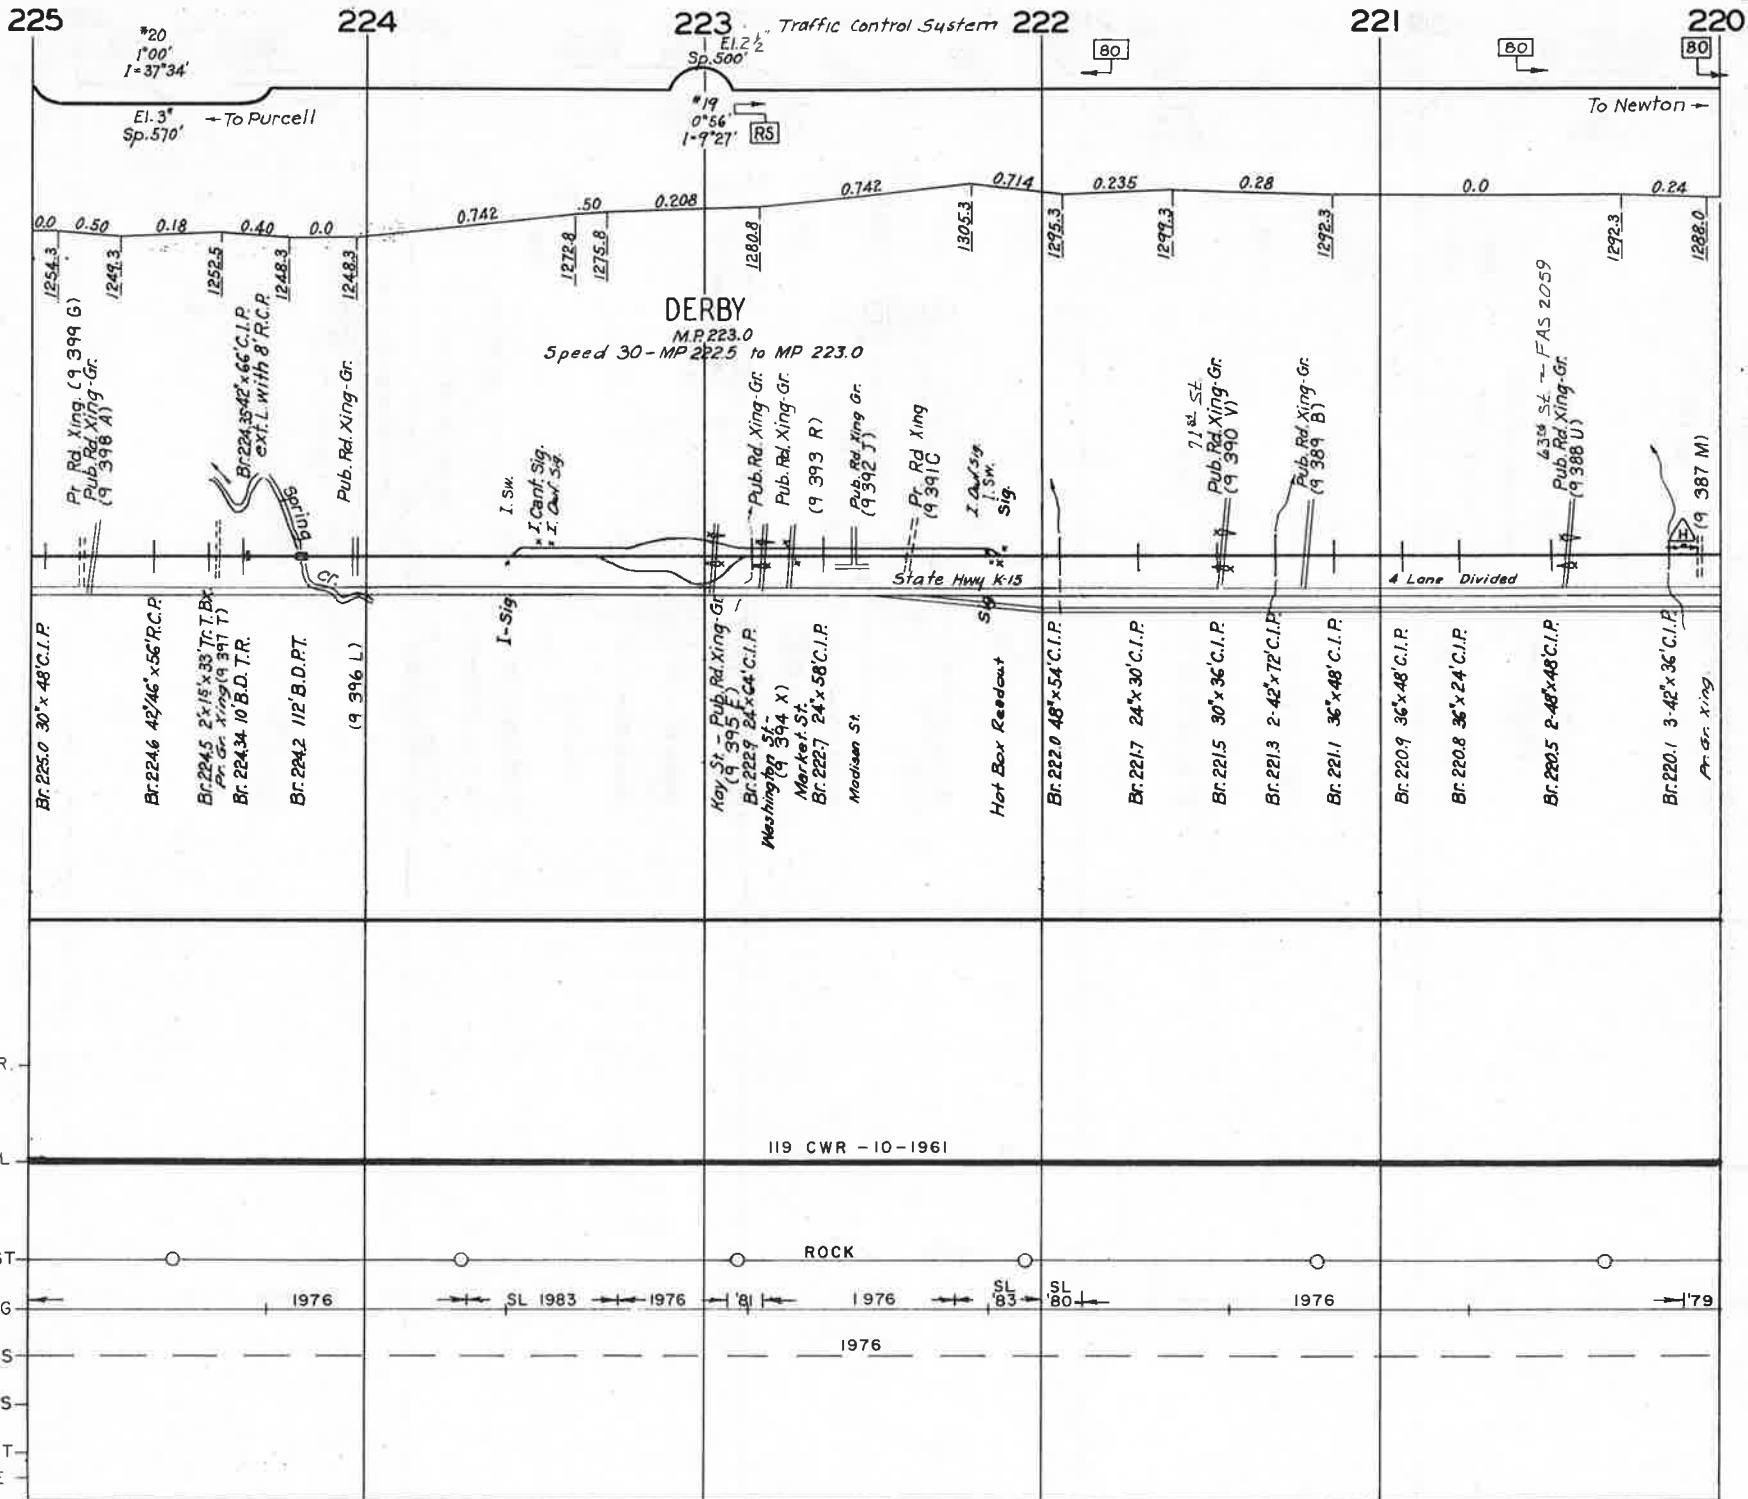 225 224 223 222 221 220
Traffic Control System
#20
1°00'
I=37°34'
El. 3"
Sp. 570'
←To Purcell
El. 2½"
Sp. 500'
#19
0°56'
I=9°27'
RS
80
80
80
To Newton→
0.0 0.50 0.18 0.40 0.0 0.742 .50 0.208 0.742 0.714 0.235 0.28 0.0 0.24
1254.3 1249.3 1252.5 1248.3 1248.3 1272.8 1275.8 1280.8 1305.3 1295.3 1299.3 1292.3 1292.3 1288.0
DERBY
M.P. 223.0
Speed 30 - MP 222.5 to MP 223.0
Pr Rd. Xing. (9 399 G)
Pub. Rd. Xing-Gr.
(9 398 A)
Br. 224.35 42"x66' C.I.P.
ext. L. with 8' R.C.P.
Spring
Cr.
Pub. Rd. Xing-Gr.
I. Sw.
I. Cant. Sig.
I. Owf. Sig.
Pub. Rd. Xing-Gr.
Pub. Rd. Xing-Gr.
(9 393 R)
Pub. Rd. Xing Gr.
(9 392 J)
Pr. Rd Xing
(9 391C
I. Owf Sig.
I. Sw.
Sig.
71st St.
Pub. Rd. Xing-Gr.
(9 390 V)
Pub. Rd. Xing-Gr.
(9 389 B)
63rd St. - FAS 2059
Pub. Rd. Xing-Gr.
(9 388 U)
H
(9 387 M)
State Hwy K-15
4 Lane Divided
Br. 225.0 30"x 48' C.I.P.
Br. 224.6 42"/46"x56' R.C.P.
Br. 224.5 2"x15"x33' Tr. T. Bx.
Pr. Gr. Xing (9 397 T)
Br. 224.34 10' B.D. T.R.
Br. 224.2 112' B.D.P.T.
(9 396 L)
I-Sig
Kay St. - Pub. Rd. Xing-Gr.
(9 395 E)
Br. 222.9 24"x64' C.I.P.
Washington St. -
(9 394 X)
Market St.
Br. 222.7 24"x58' C.I.P.
Madison St.
Sig
Hot Box Readout
Br. 222.0 48"x54' C.I.P.
Br. 221.7 24"x30' C.I.P.
Br. 221.5 30"x36' C.I.P.
Br. 221.3 2-42"x72' C.I.P.
Br. 221.1 36"x48' C.I.P.
Br. 220.9 36"x48' C.I.P.
Br. 220.8 36"x24' C.I.P.
Br. 220.5 2-48"x48' C.I.P.
Br. 220.1 3-42"x36' C.I.P.
Pr. Gr. Xing.
R.
L
119 CWR -10-1961
ST
ROCK
G
1976 SL 1983 1976 '81 1976 SL '83 SL '80 1976 '79
S
1976
S
T
E